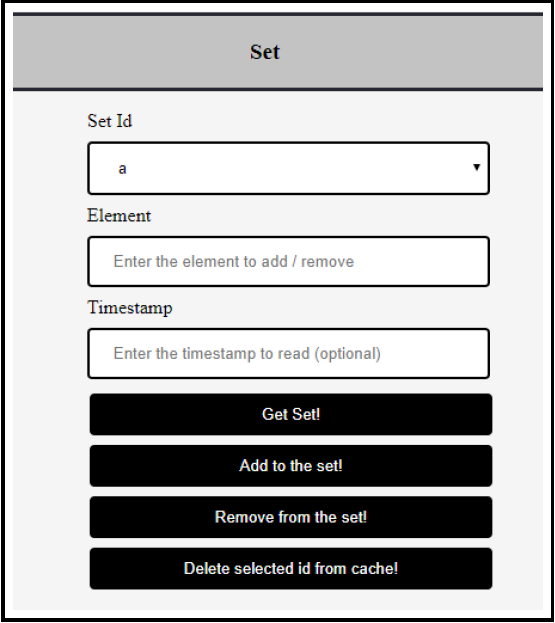 Set
Set Id
a
Element
Enter the element to add / remove
Timestamp
Enter the timestamp to read (optional)
Get Set!
Add to the set!
Remove from the set!
Delete selected id from cache!